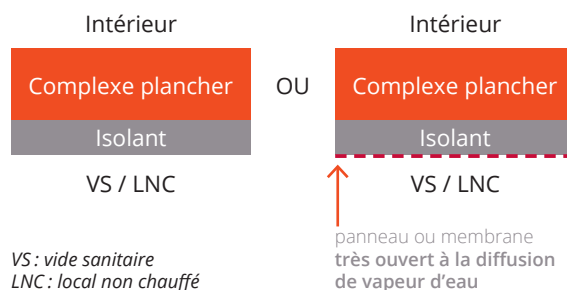 Intérieur
Complexe plancher
Isolant
VS / LNC
OU
Intérieur
Complexe plancher
Isolant
VS / LNC
VS : vide sanitaire
LNC : local non chauffé
panneau ou membrane
très ouvert à la diffusion
de vapeur d'eau